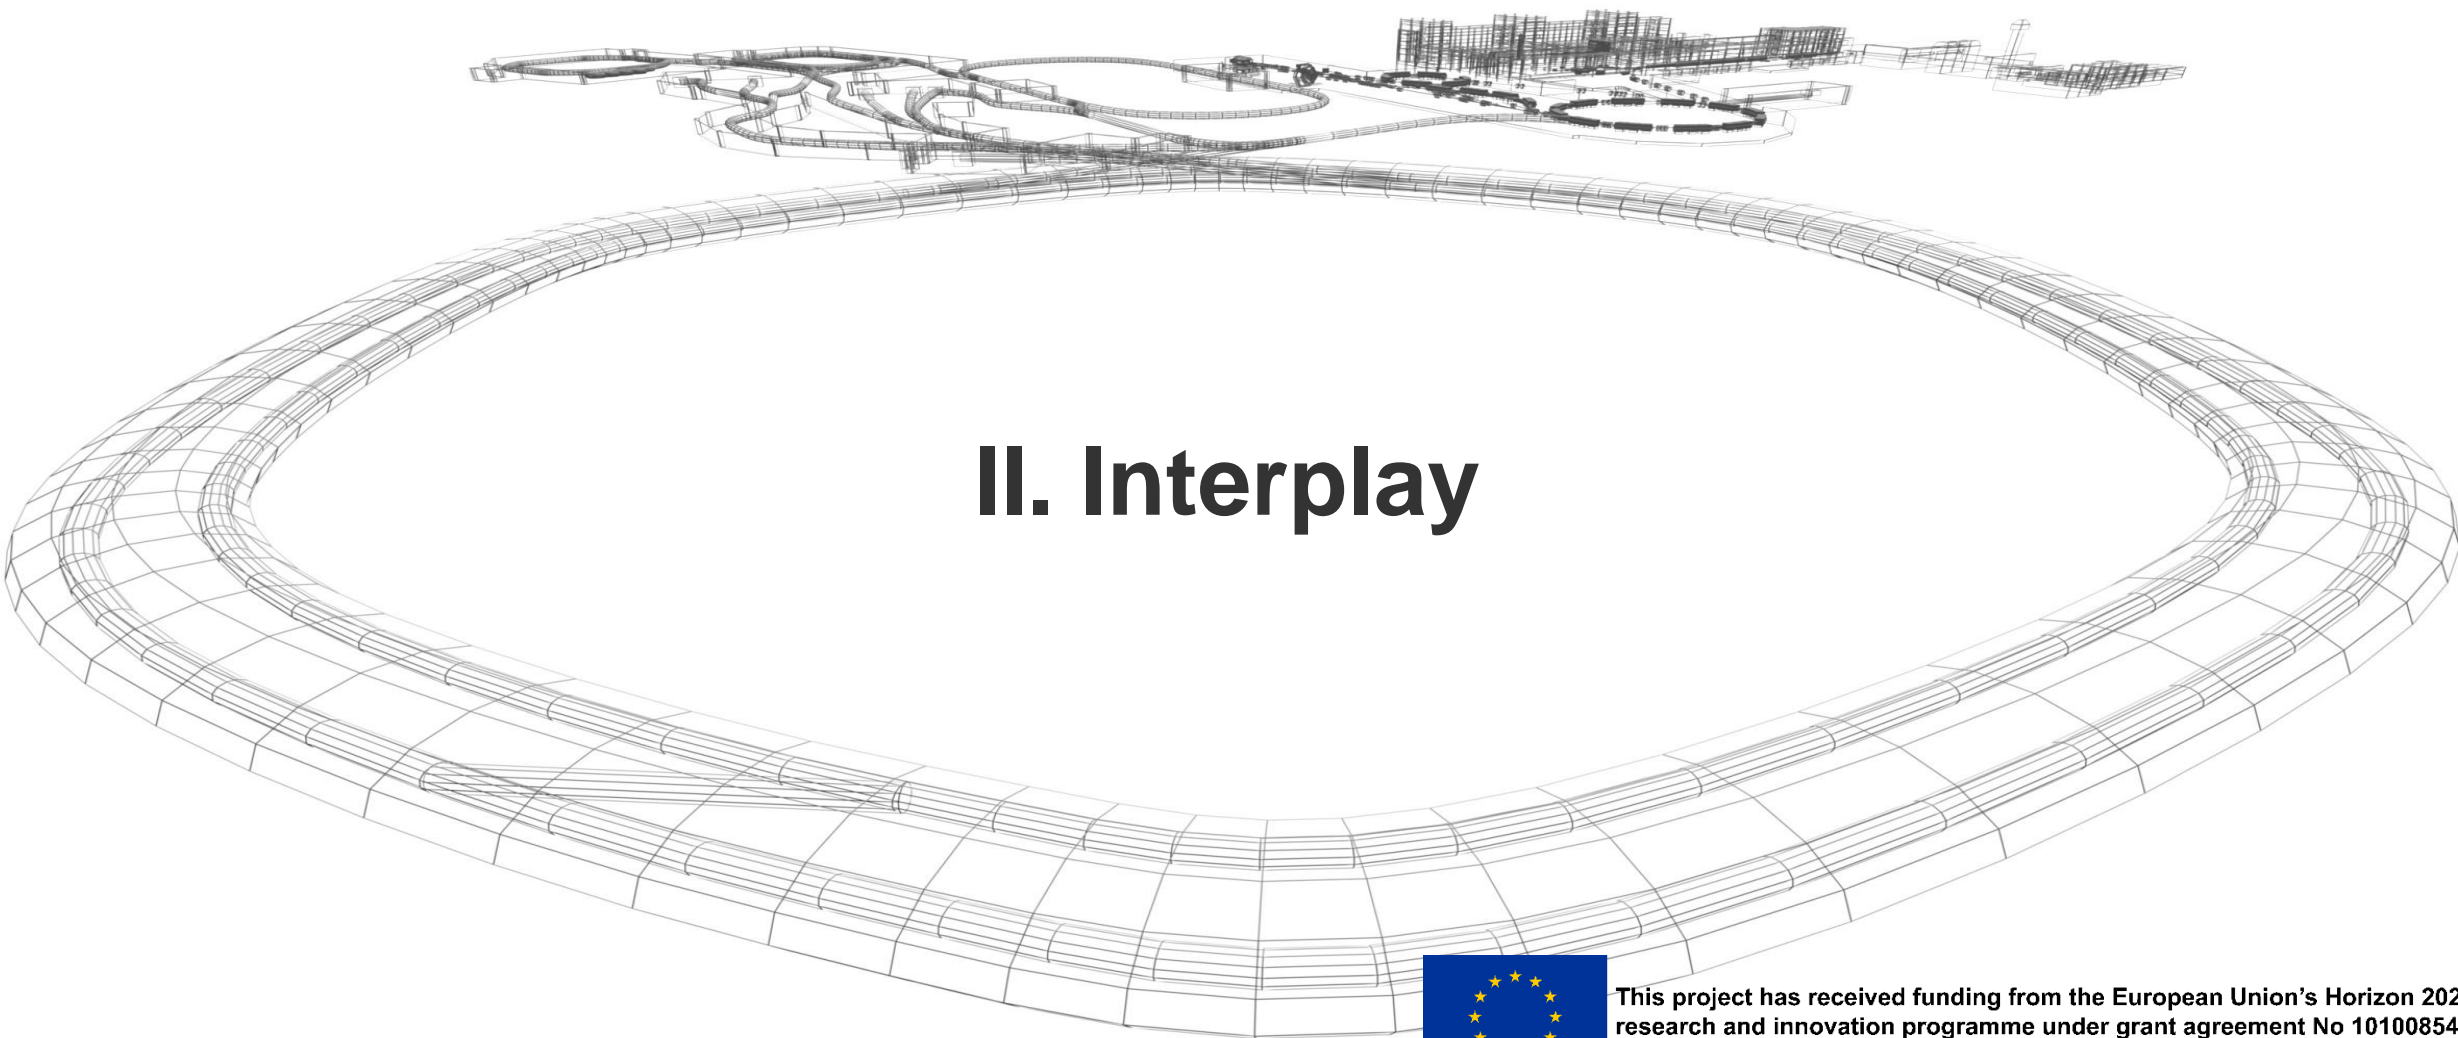 II. Interplay
This project has received funding from the European Union’s Horizon 202
research and innovation programme under grant agreement No 10100854